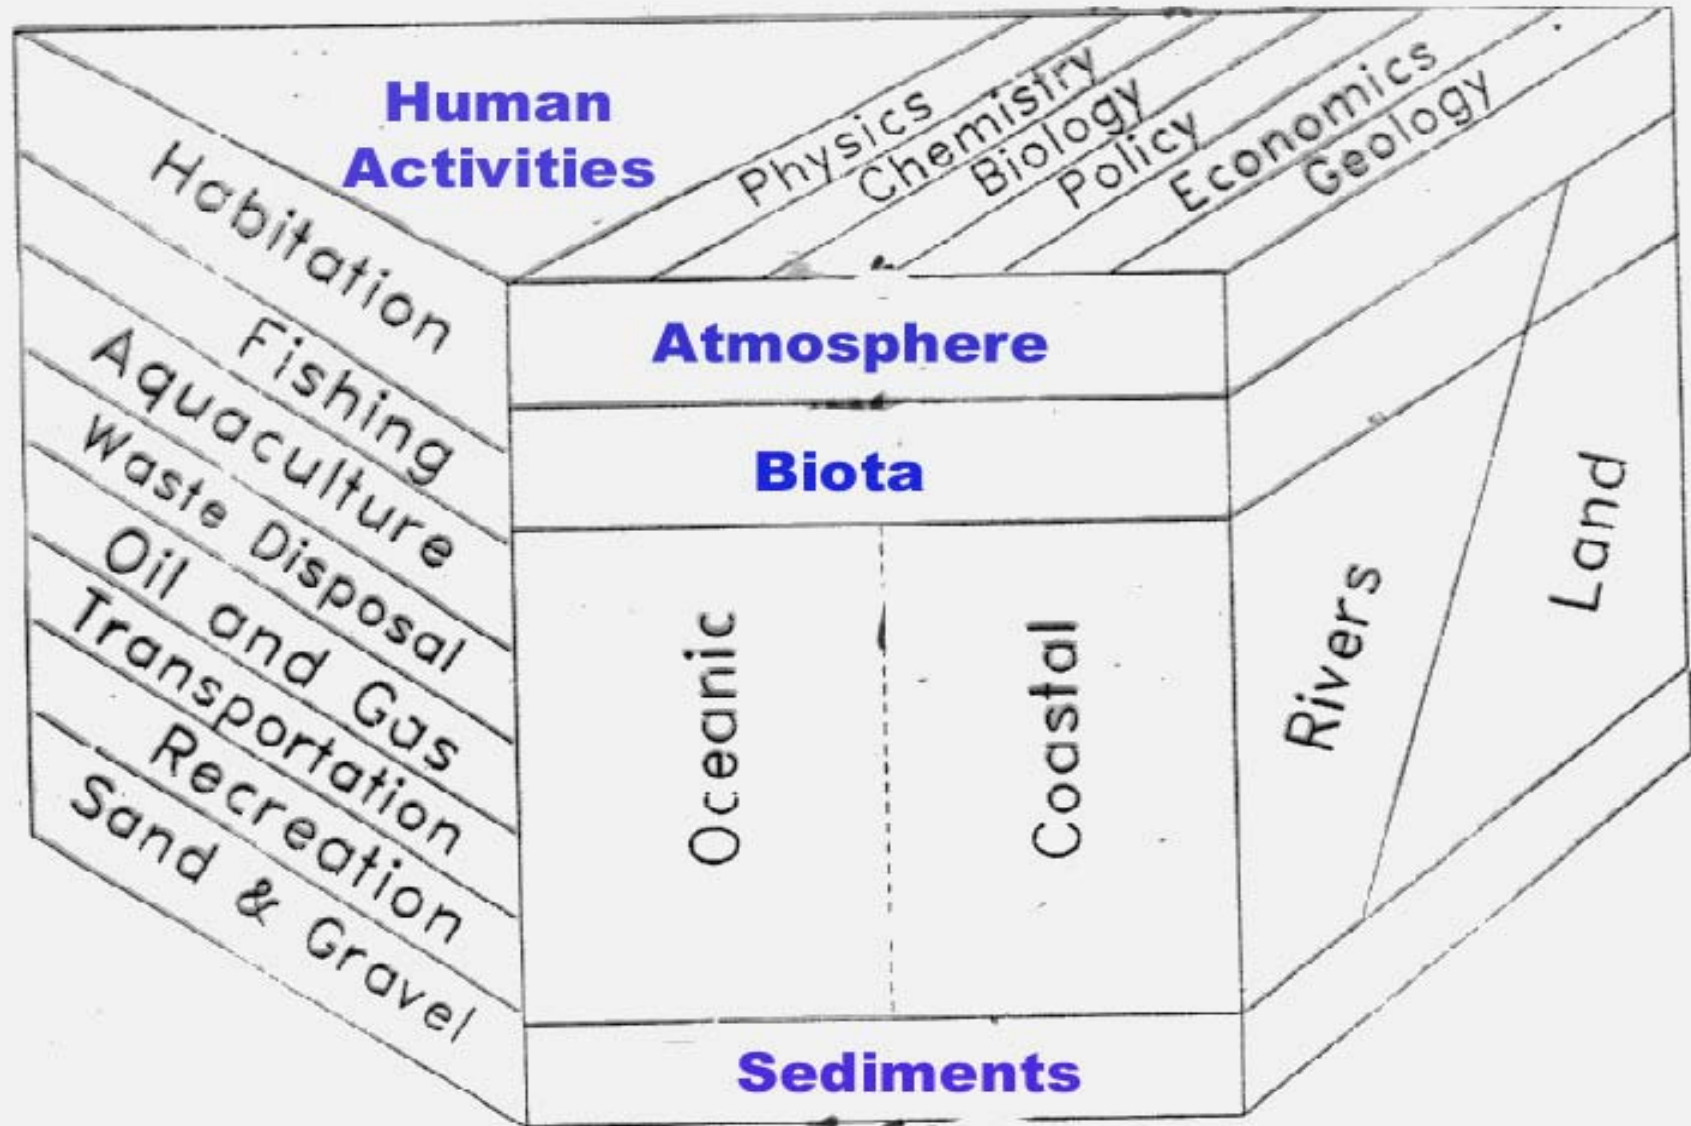 Human
Activities
Physics
Chemistry
Biology
Policy
Economics
Geology
Habitation
Fishing
Aquaculture
Waste Disposal
Oil and Gas
Transportation
Recreation
Sand & Gravel
Atmosphere
Biota
Oceanic
Coastal
Sediments
Rivers
Land